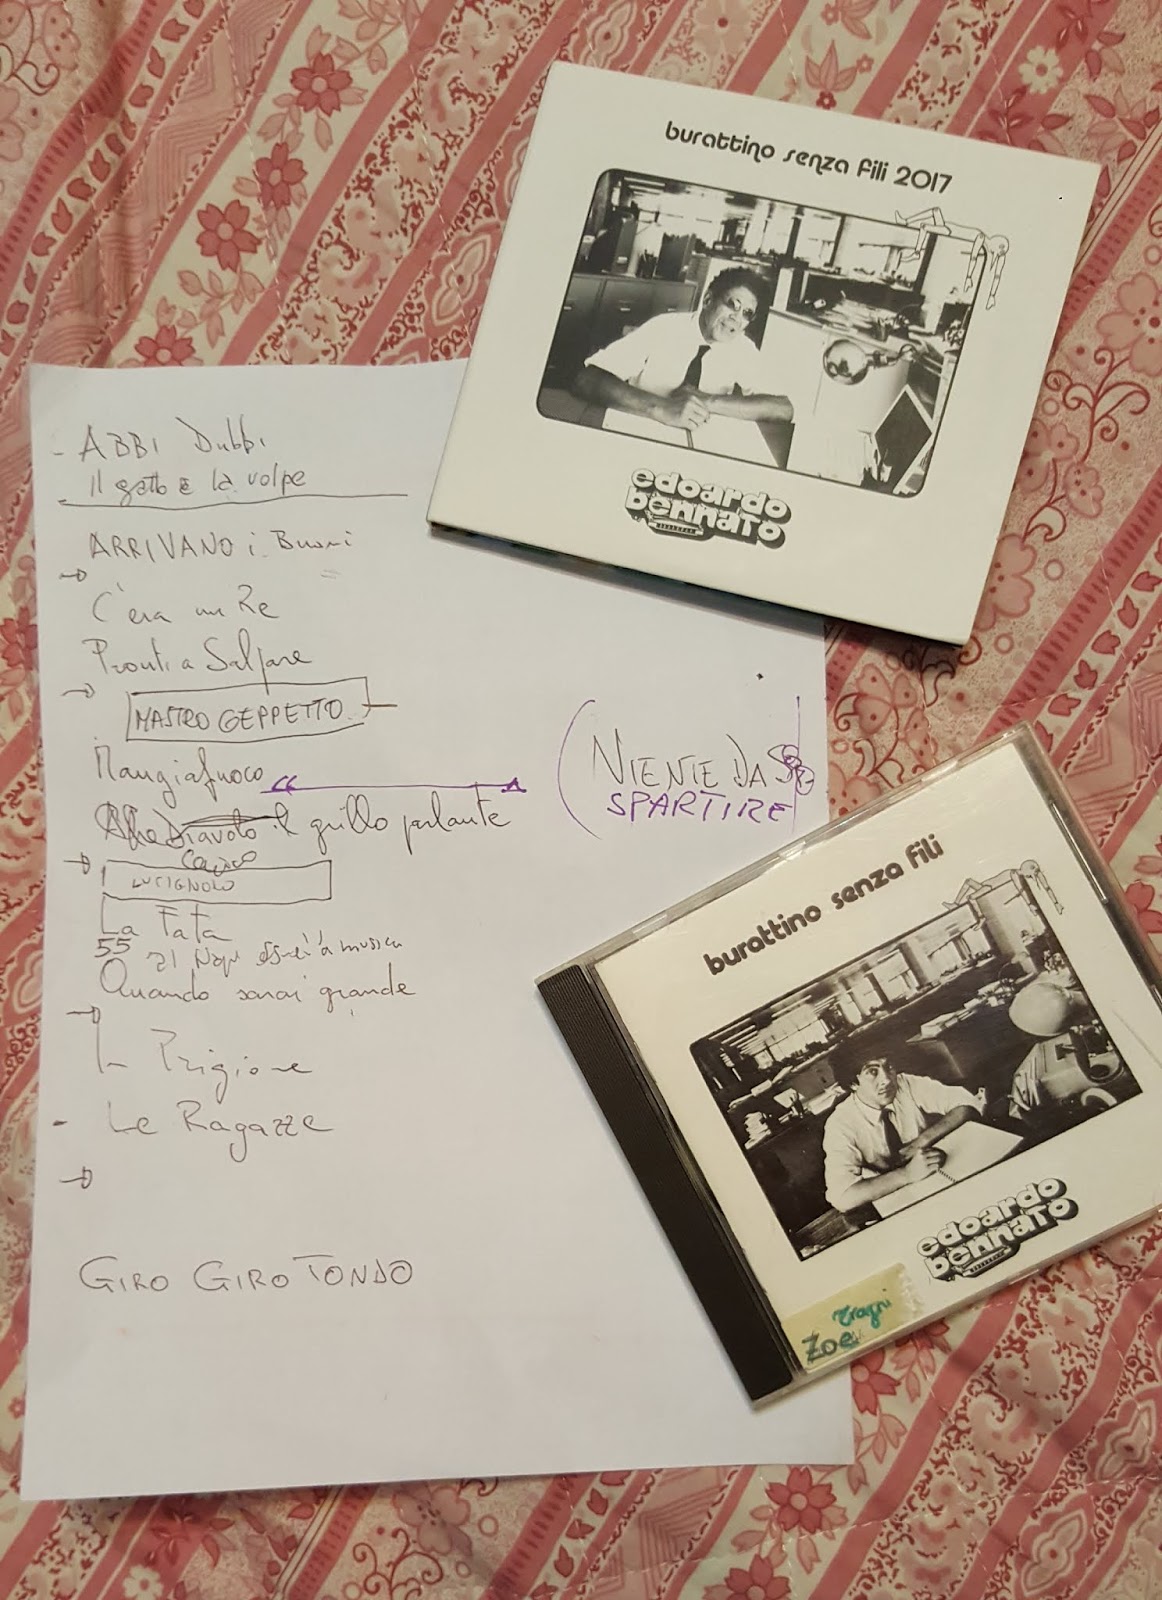 burattino senza fili 2017
edoardo
bennato
- ABBI Dubbi
il gatto e la volpe
ARRIVANO i Buoni
C'era un Re
Pronti a Salpare
MASTRO GEPPETTO
Mangiafuoco
(NIENTE DA
SPARTIRE
Diavolo il grillo parlante
LUCIGNOLO
La Fata
Quando sarai grande
In Prigione
- Le Ragazze
GIRO GIRO TONDO
burattino senza fili
edoardo
bennato
Zoe